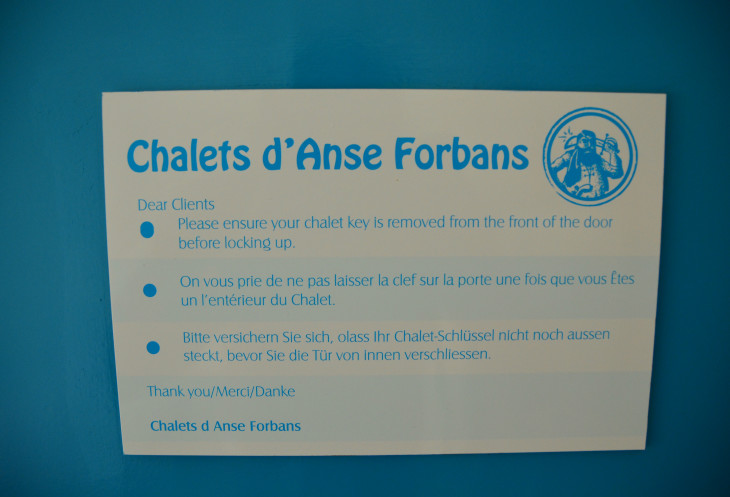 Chalets d'Anse Forbans
Dear Clients
Please ensure your chalet key is removed from the front of the door
before locking up.
On vous prie de ne pas laisser la clef sur la porte une fois que vous Êtes
un l'entérieur du Chalet.
Bitte versichern Sie sich, olass Ihr Chalet-Schlüssel nicht noch aussen
steckt, bevor Sie die Tür von innen verschliessen.
Thank you/Merci/Danke
Chalets d Anse Forbans